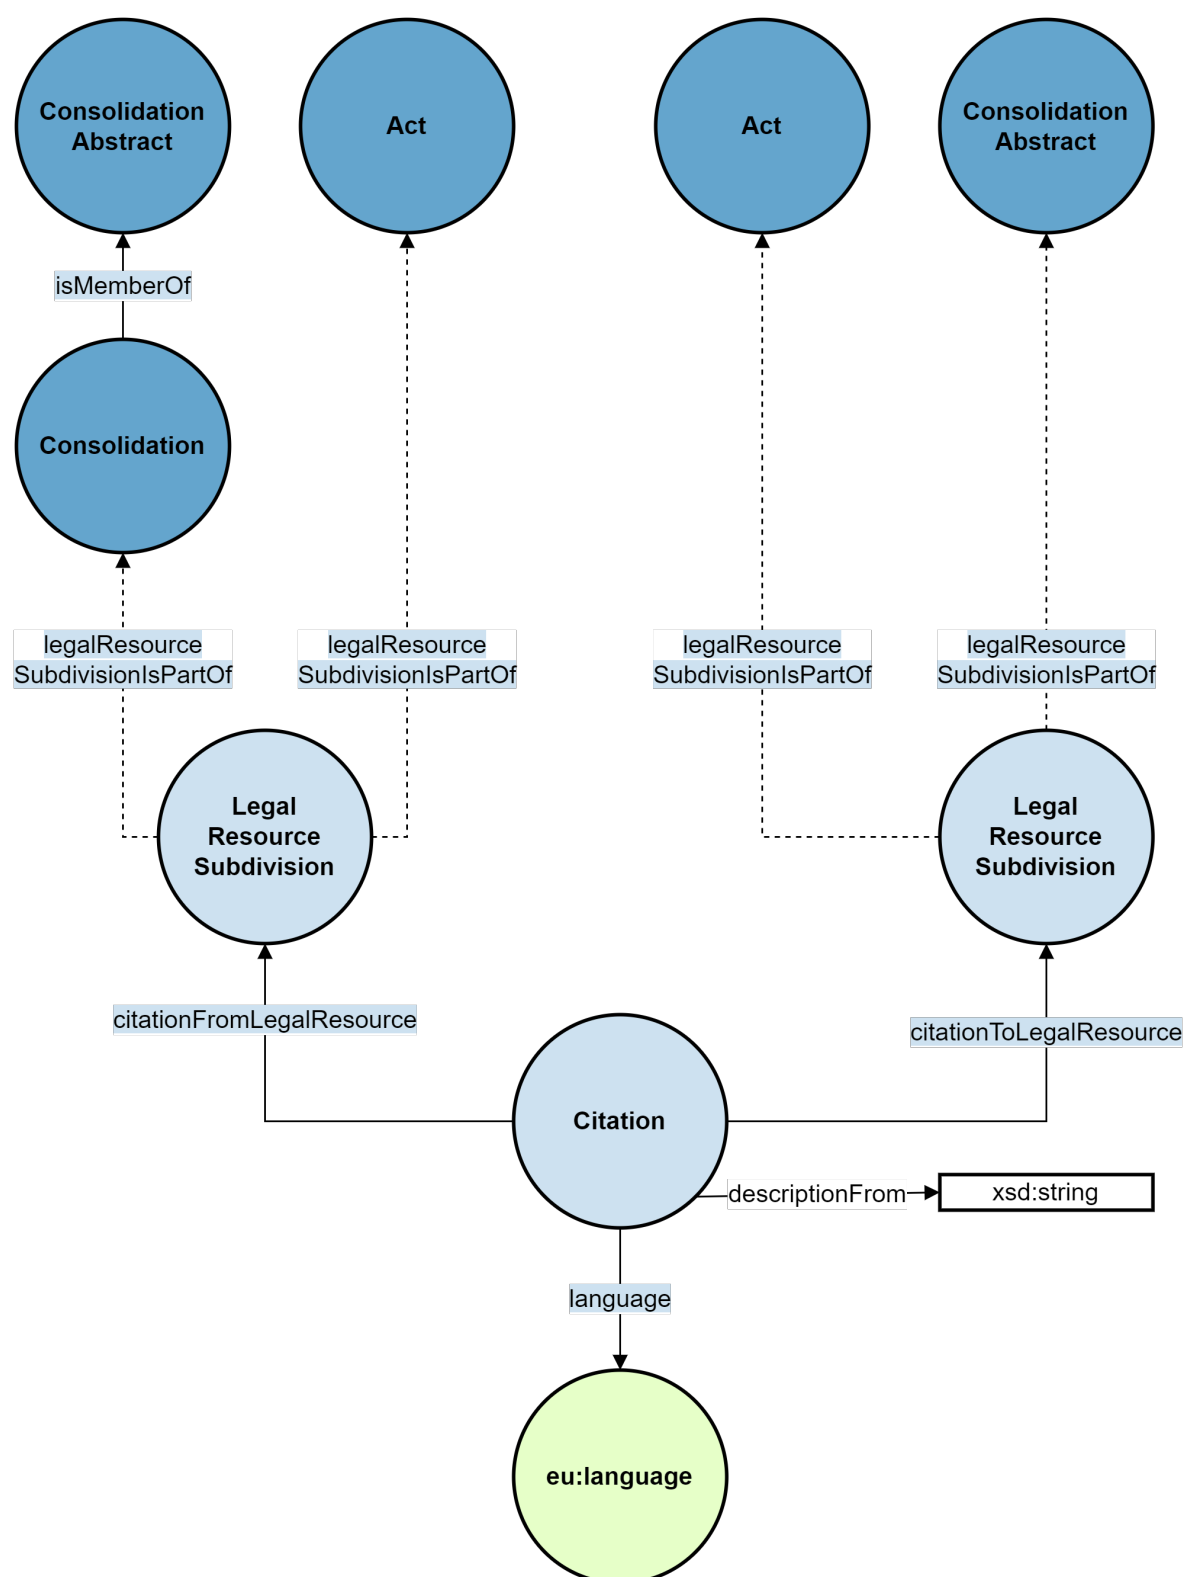 Consolidation
Abstract
Act
Act
Consolidation
Abstract
isMemberOf
Consolidation
legalResource
SubdivisionIsPartOf
legalResource
SubdivisionIsPartOf
legalResource
SubdivisionIsPartOf
legalResource
SubdivisionIsPartOf
Legal
Resource
Subdivision
Legal
Resource
Subdivision
citationFromLegalResource
citationToLegalResource
Citation
descriptionFrom
xsd:string
language
eu:language